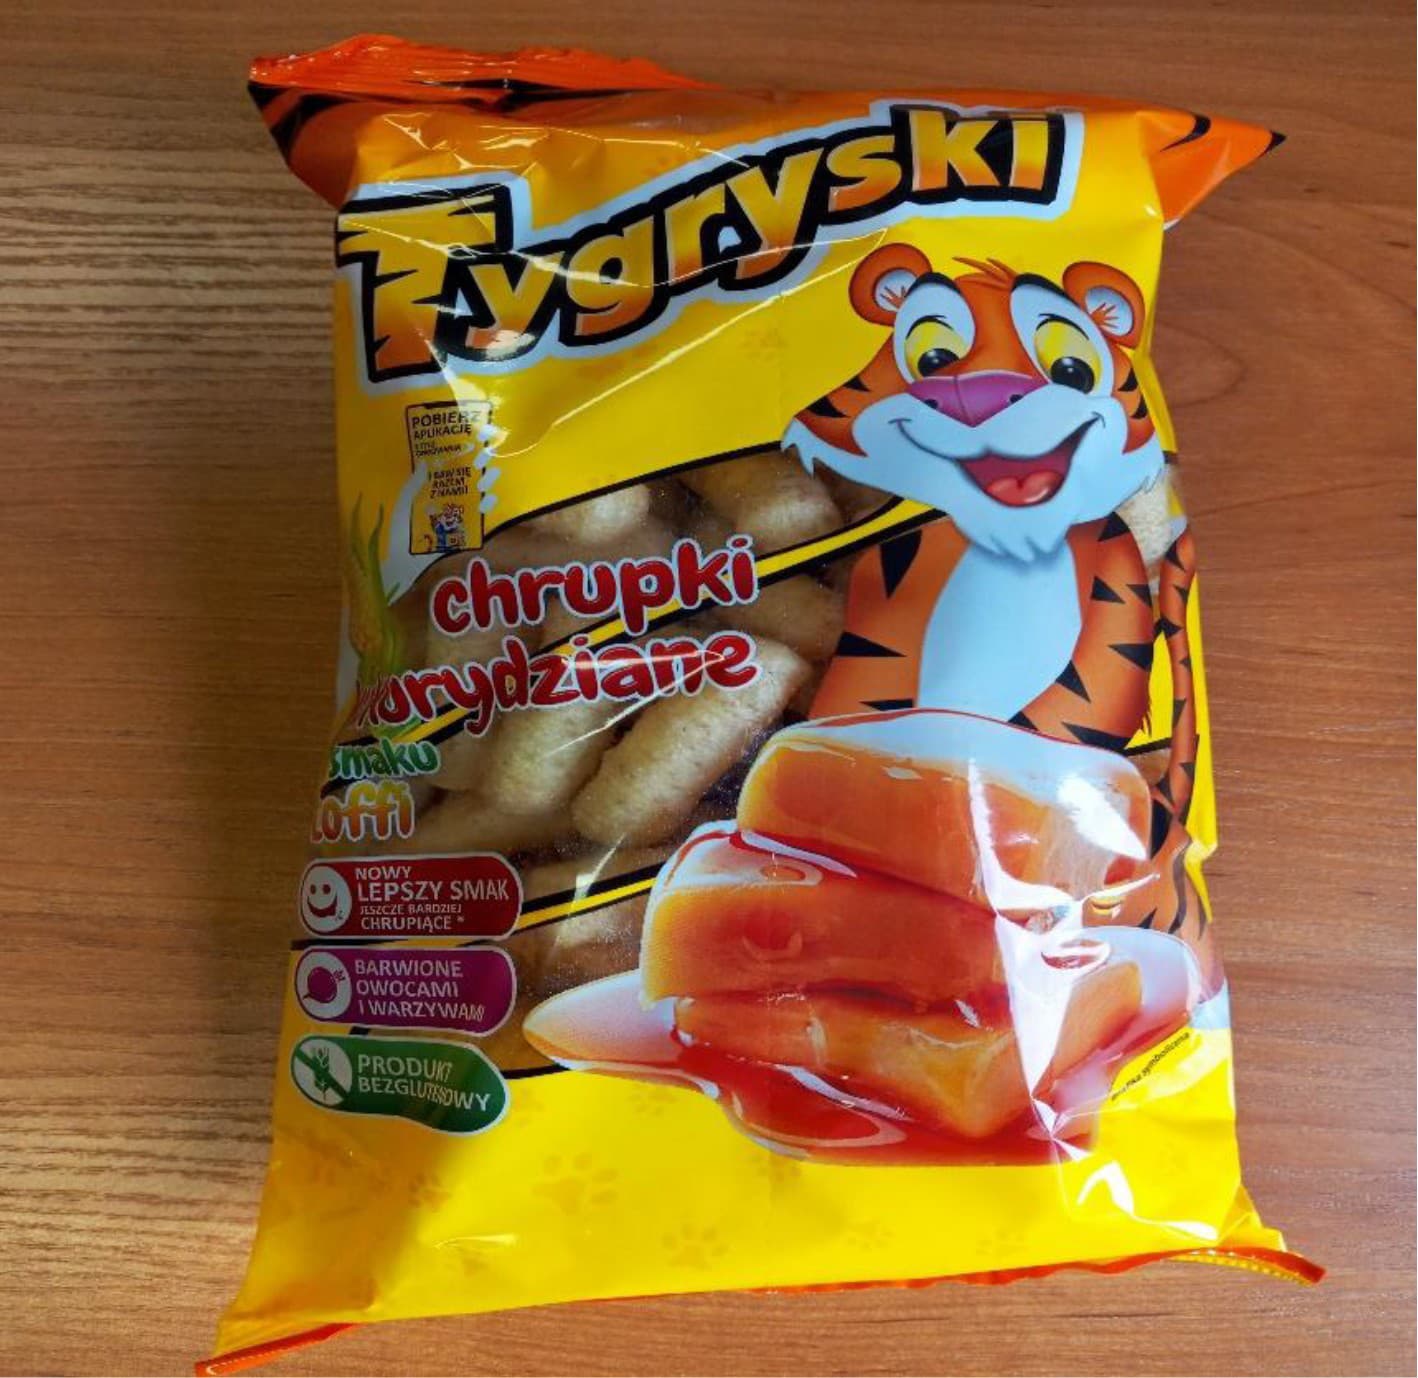 Tygryski
POBIERZ
APLIKACJĘ
I BAW SIĘ
RAZEM
Z NAMI!
chrupki
kurydziane
smaku
toffi
NOWY
LEPSZY SMAK
JESZCZE BARDZIEJ
CHRUPIĄCE *
BARWIONE
OWOCAMI
I WARZYWAMI
PRODUKT
BEZGLUTENOWY